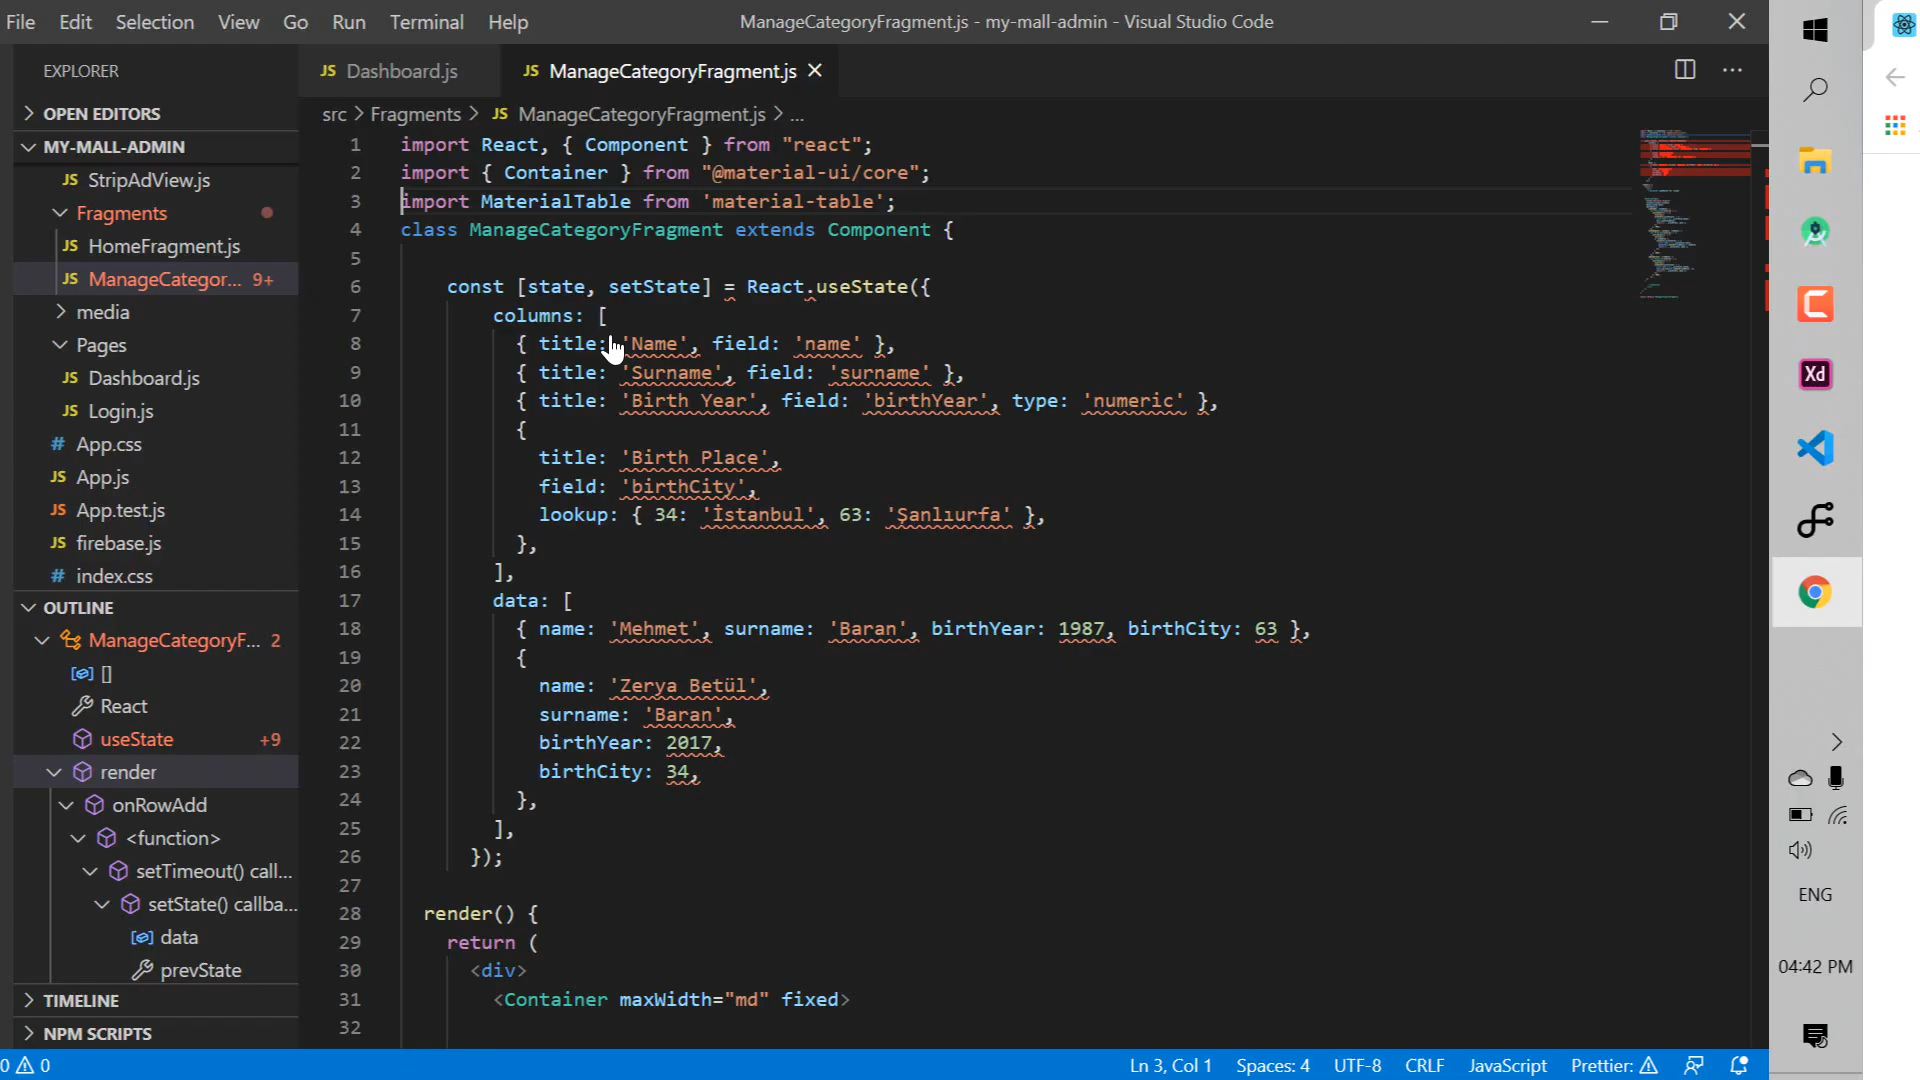 File Edit Selection View Go Run Terminal Help
ManageCategoryFragment.js - my-mall-admin - Visual Studio Code
EXPLORER
OPEN EDITORS
MY-MALL-ADMIN
JS StripAdView.js
Fragments
JS HomeFragment.js
JS ManageCategor... 9+
media
Pages
JS Dashboard.js
JS Login.js
# App.css
JS App.js
JS App.test.js
JS firebase.js
# index.css
OUTLINE
ManageCategoryF... 2
[]
React
useState +9
render
onRowAdd
<function>
setTimeout() call...
setState() callba...
data
prevState
TIMELINE
NPM SCRIPTS
JS Dashboard.js
JS ManageCategoryFragment.js
src > Fragments > JS ManageCategoryFragment.js > ...
1 import React, { Component } from "react";
2 import { Container } from "@material-ui/core";
3 import MaterialTable from 'material-table';
4 class ManageCategoryFragment extends Component {
5
6 const [state, setState] = React.useState({
7 columns: [
8 { title: 'Name', field: 'name' },
9 { title: 'Surname', field: 'surname' },
10 { title: 'Birth Year', field: 'birthYear', type: 'numeric' },
11 {
12 title: 'Birth Place',
13 field: 'birthCity',
14 lookup: { 34: 'İstanbul', 63: 'Şanlıurfa' },
15 },
16 ],
17 data: [
18 { name: 'Mehmet', surname: 'Baran', birthYear: 1987, birthCity: 63 },
19 {
20 name: 'Zerya Betül',
21 surname: 'Baran',
22 birthYear: 2017,
23 birthCity: 34,
24 },
25 ],
26 });
27
28 render() {
29 return (
30 <div>
31 <Container maxWidth="md" fixed>
32
0 0
Ln 3, Col 1 Spaces: 4 UTF-8 CRLF JavaScript Prettier:
Xd
ENG
04:42 PM